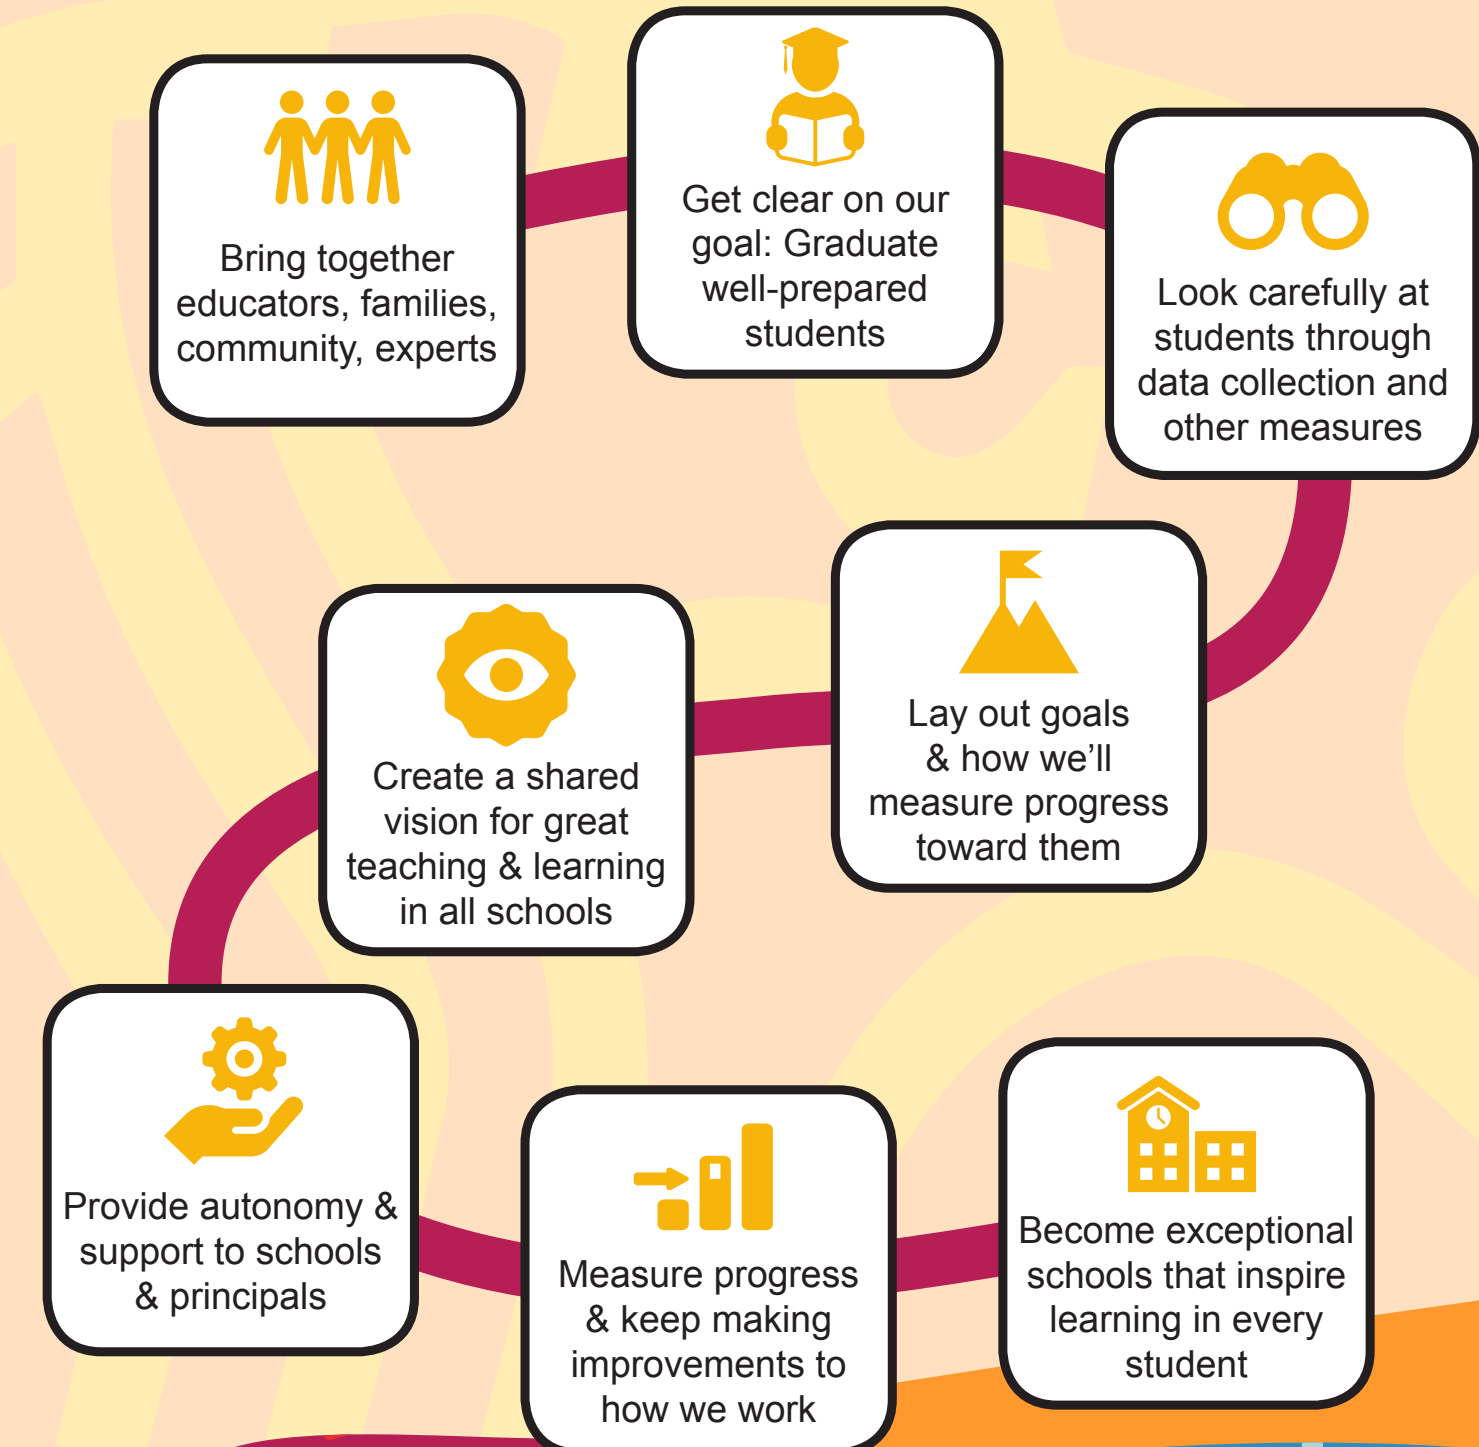 Bring together
educators, families,
community, experts
Get clear on our
goal: Graduate
well-prepared
students
Look carefully at
students through
data collection and
other measures
Lay out goals
& how we’ll
measure progress
toward them
Create a shared
vision for great
teaching & learning
in all schools
Provide autonomy &
support to schools
& principals
Measure progress
& keep making
improvements to
how we work
Become exceptional
schools that inspire
learning in every
student